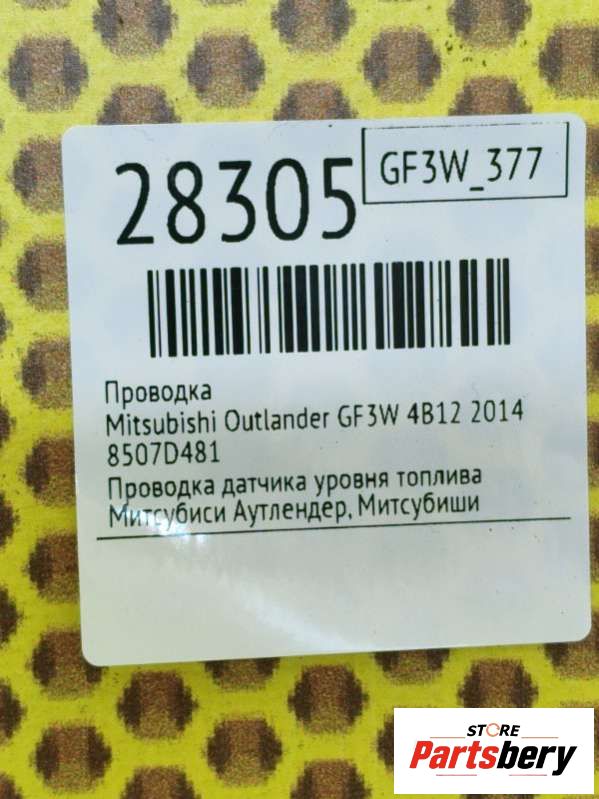 28305
GF3W_377
Проводка
Mitsubishi Outlander GF3W 4B12 2014
8507D481
Проводка датчика уровня топлива
Митсубиси Аутлендер, Митсубиши
STORE
Partsbery